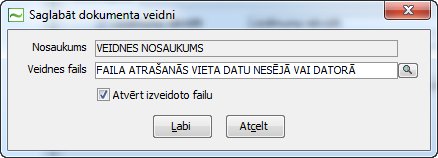 Saglabāt dokumenta veidni
Nosaukums VEIDNES NOSAUKUMS
Veidnes fails FAILA ATRAŠANĀS VIETA DATU NESĒJĀ VAI DATORĀ
Atvērt izveidoto failu
Labi Atcelt